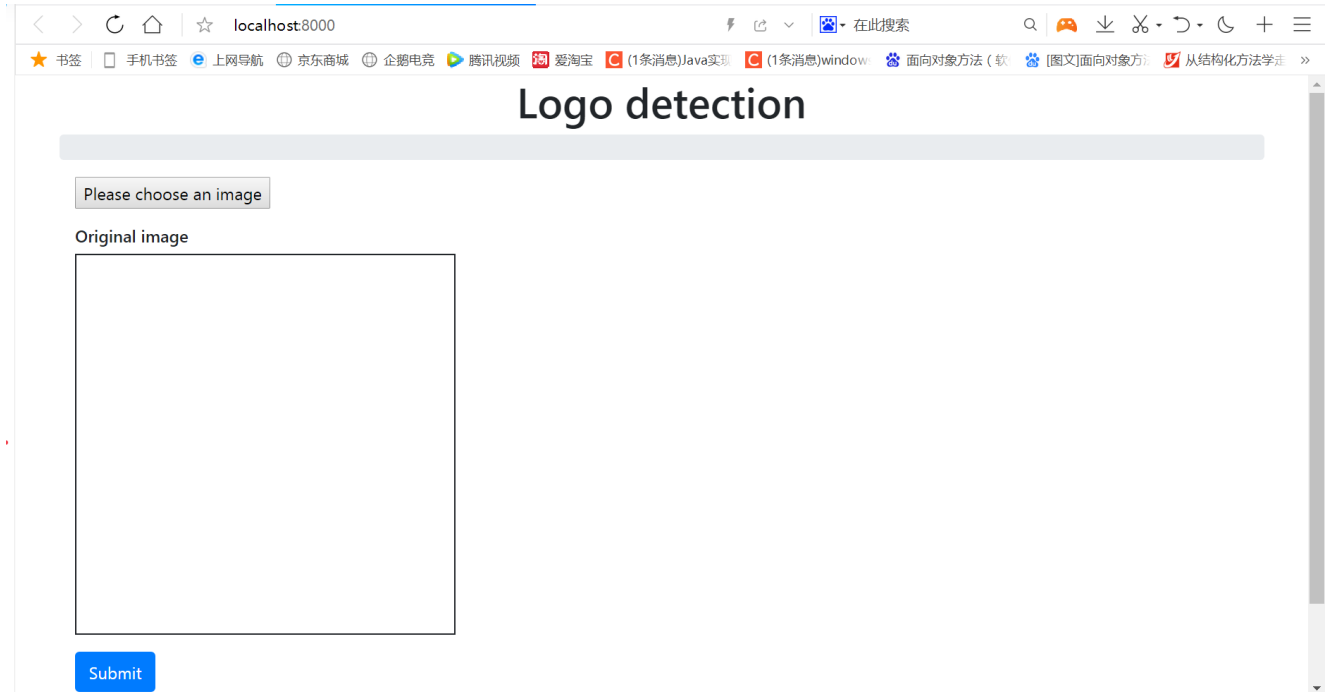 localhost:8000
在此搜索
书签 手机书签 上网导航 京东商城 企鹅电竞 腾讯视频 爱淘宝 (1条消息)Java实现 (1条消息)window 面向对象方法 ( 软 [图文]面向对象方 从结构化方法学走 »
Logo detection
Please choose an image
Original image
Submit